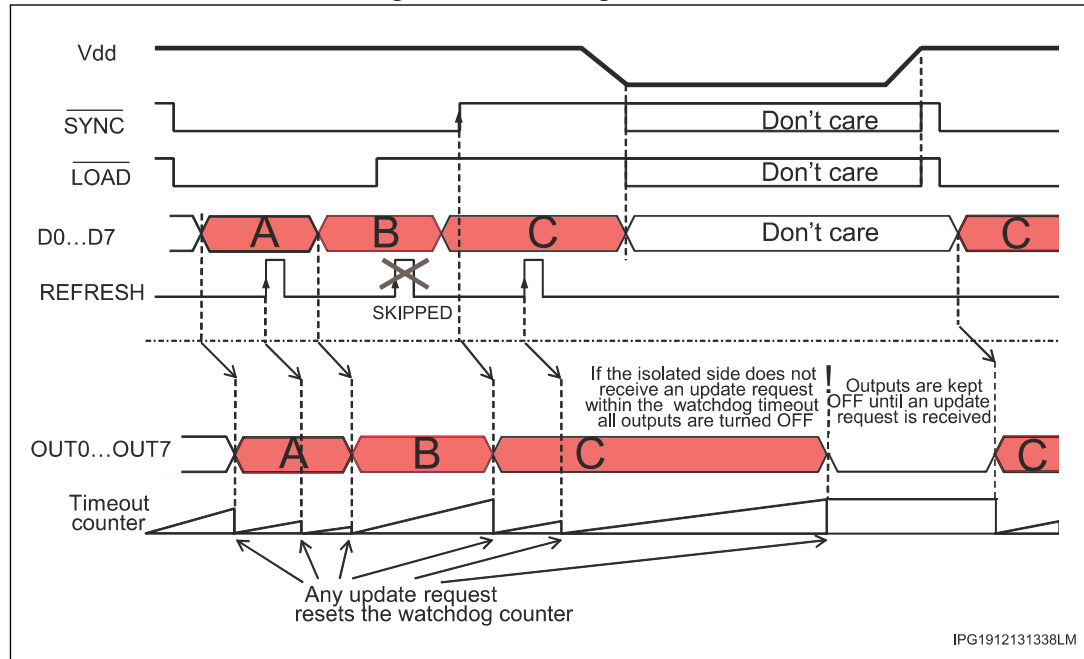 Vdd
SYNC
Don't care
LOAD
Don't care
D0...D7
A
B
C
Don't care
C
REFRESH
SKIPPED
If the isolated side does not
receive an update request
within the watchdog timeout
all outputs are turned OFF
!
Outputs are kept
OFF until an update
request is received
OUT0...OUT7
A
B
C
C
Timeout
counter
Any update request
resets the watchdog counter
IPG1912131338LM